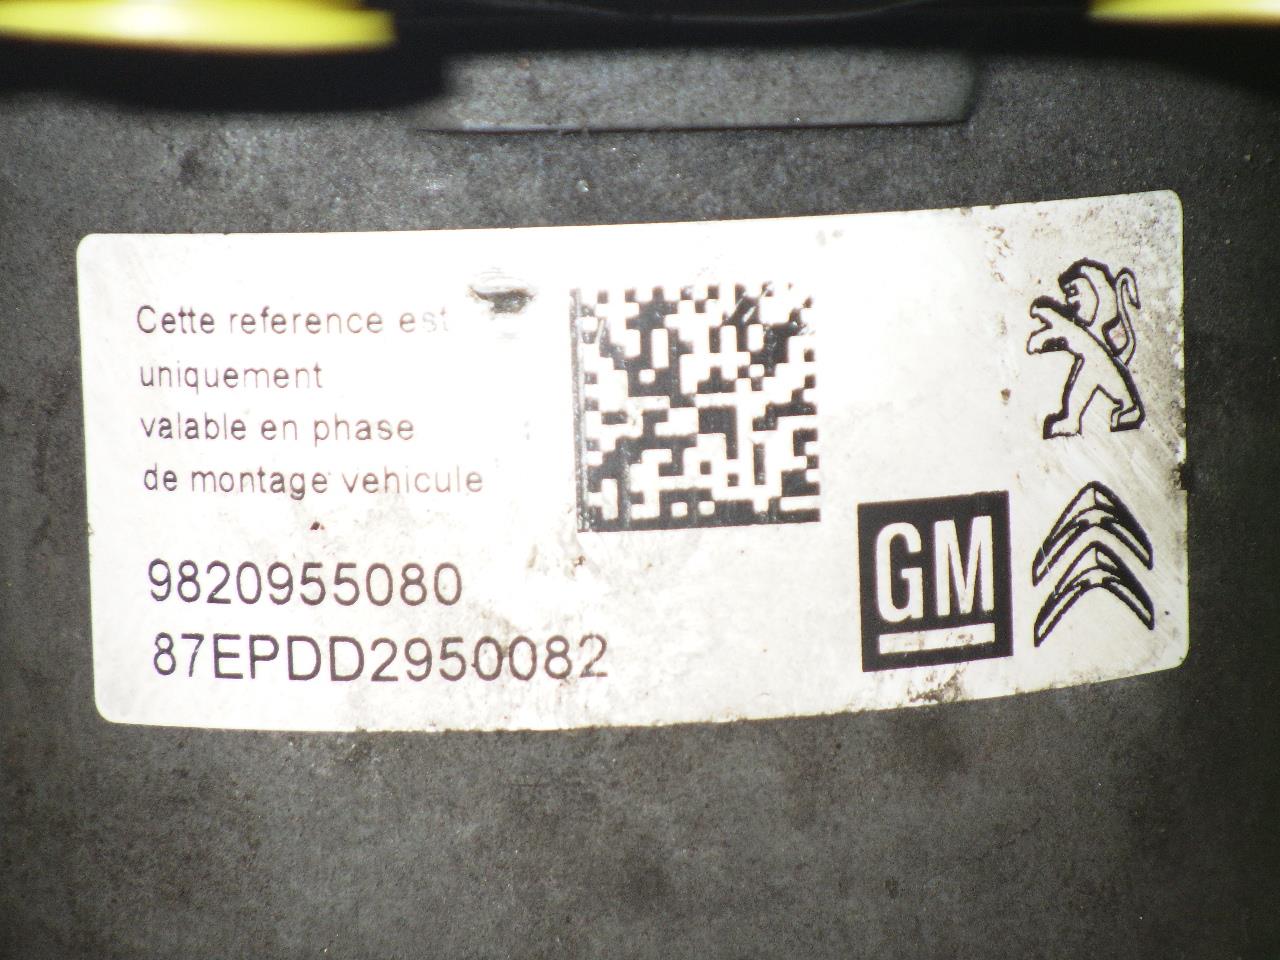 Cette reference est
uniquement
valable en phase
de montage vehicule
9820955080
87EPDD2950082
GM